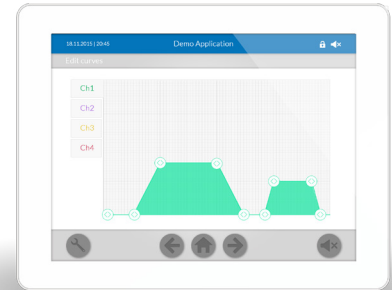 18.11.2015 | 20:45 Demo Application
Edit curves
Ch1
Ch2
Ch3
Ch4